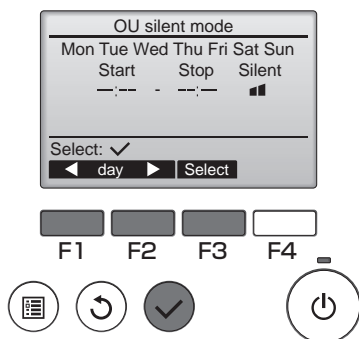 OU silent mode
Mon Tue Wed Thu Fri Sat Sun
Start Stop Silent
--:-- - --:--
Select: ✓
◀ day ▶ Select
F1 F2 F3 F4